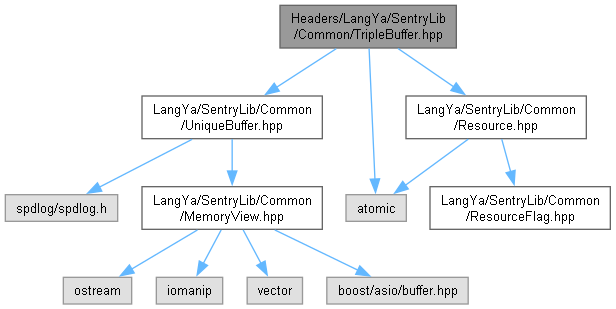 Headers/LangYa/SentryLib
/Common/TripleBuffer.hpp
LangYa/SentryLib/Common
/UniqueBuffer.hpp
LangYa/SentryLib/Common
/Resource.hpp
spdlog/spdlog.h
LangYa/SentryLib/Common
/MemoryView.hpp
atomic
LangYa/SentryLib/Common
/ResourceFlag.hpp
ostream
iomanip
vector
boost/asio/buffer.hpp